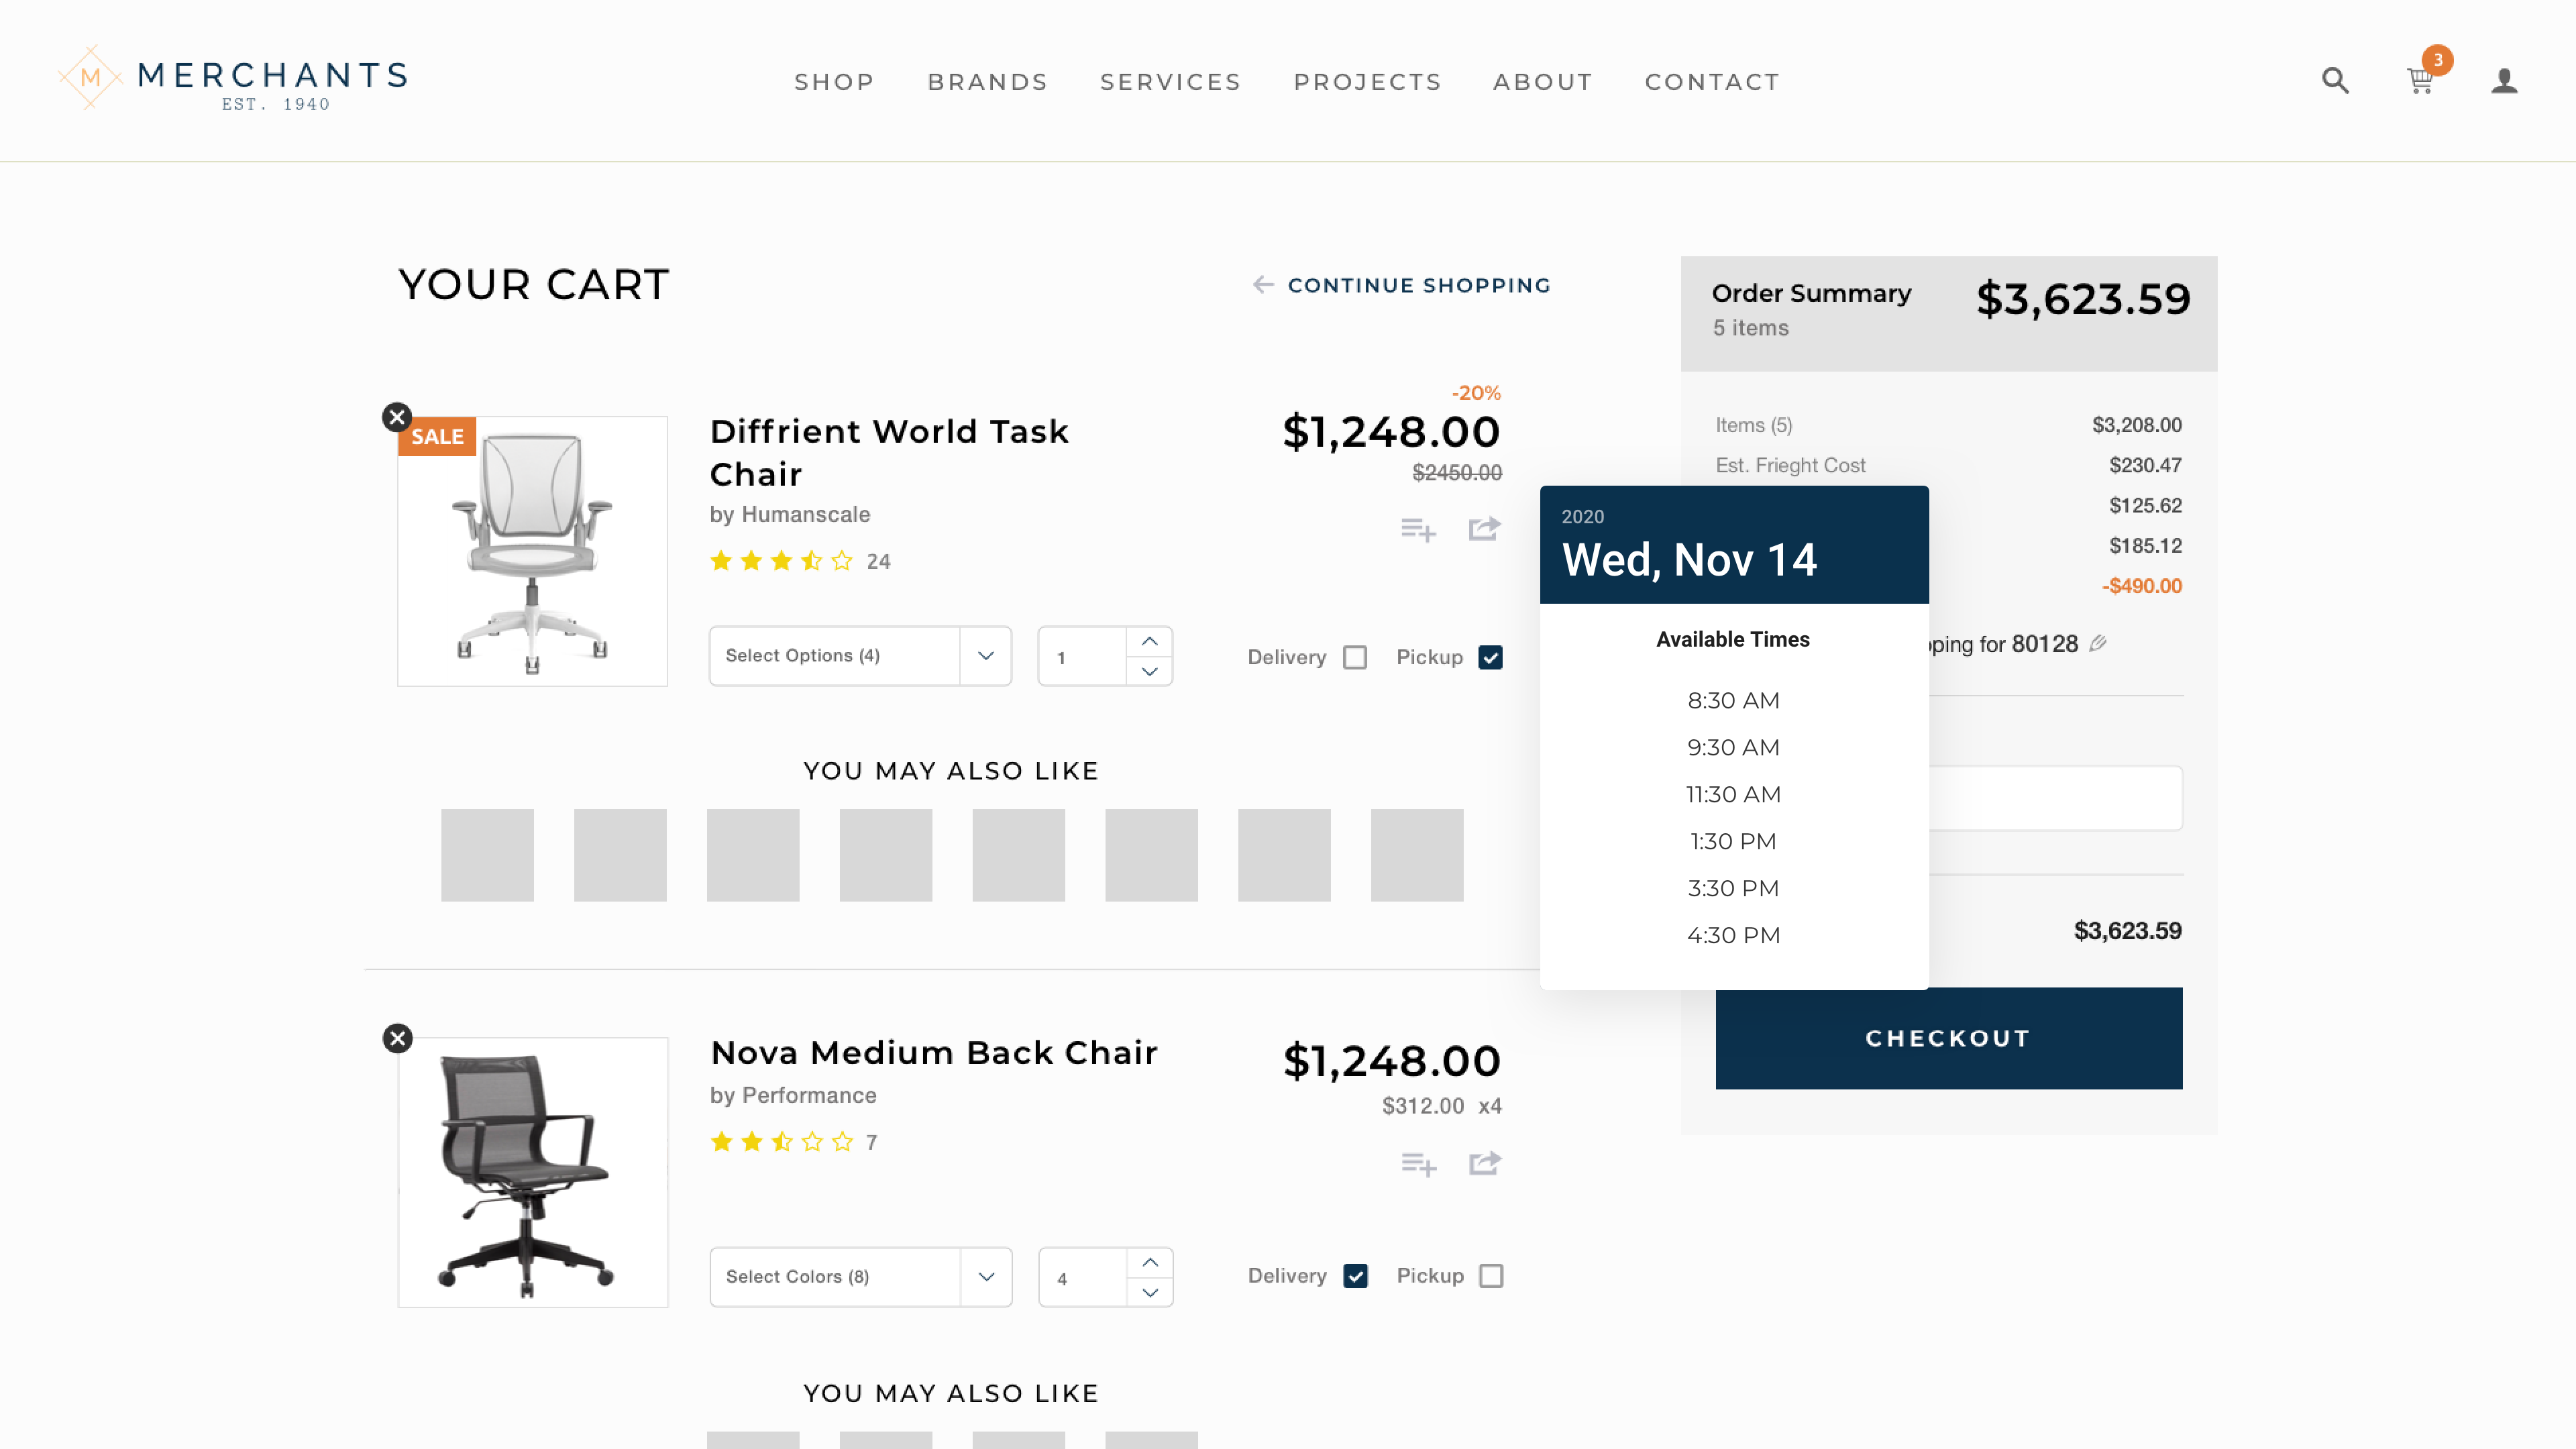 M MERCHANTS
EST. 1940
SHOP BRANDS SERVICES PROJECTS ABOUT CONTACT
3
YOUR CART
CONTINUE SHOPPING
SALE
Diffrient World Task
Chair
by Humanscale
24
-20%
$1,248.00
$2450.00
Select Options (4)
1
Delivery Pickup
YOU MAY ALSO LIKE
Nova Medium Back Chair
by Performance
7
$1,248.00
$312.00 x4
Select Colors (8)
4
Delivery Pickup
YOU MAY ALSO LIKE
Order Summary $3,623.59
5 items
Items (5) $3,208.00
Est. Frieght Cost $230.47
$125.62
$185.12
-$490.00
for 80128
$3,623.59
CHECKOUT
2020
Wed, Nov 14
Available Times
8:30 AM
9:30 AM
11:30 AM
1:30 PM
3:30 PM
4:30 PM